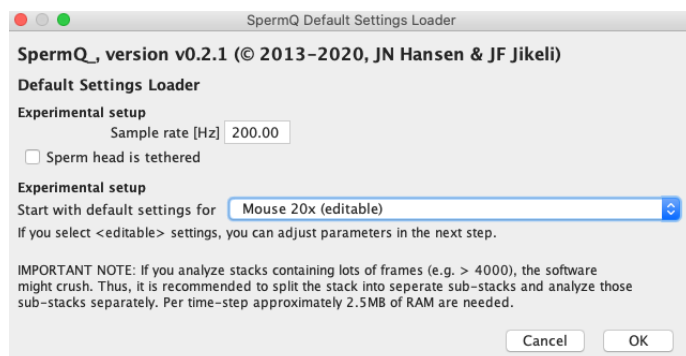 SpermQ Default Settings Loader
SpermQ_, version v0.2.1 (© 2013–2020, JN Hansen & JF Jikeli)
Default Settings Loader
Experimental setup
Sample rate [Hz] 200.00
Sperm head is tethered
Experimental setup
Start with default settings for Mouse 20x (editable)
If you select <editable> settings, you can adjust parameters in the next step.
IMPORTANT NOTE: If you analyze stacks containing lots of frames (e.g. > 4000), the software
might crush. Thus, it is recommended to split the stack into seperate sub-stacks and analyze those
sub-stacks separately. Per time-step approximately 2.5MB of RAM are needed.
Cancel OK